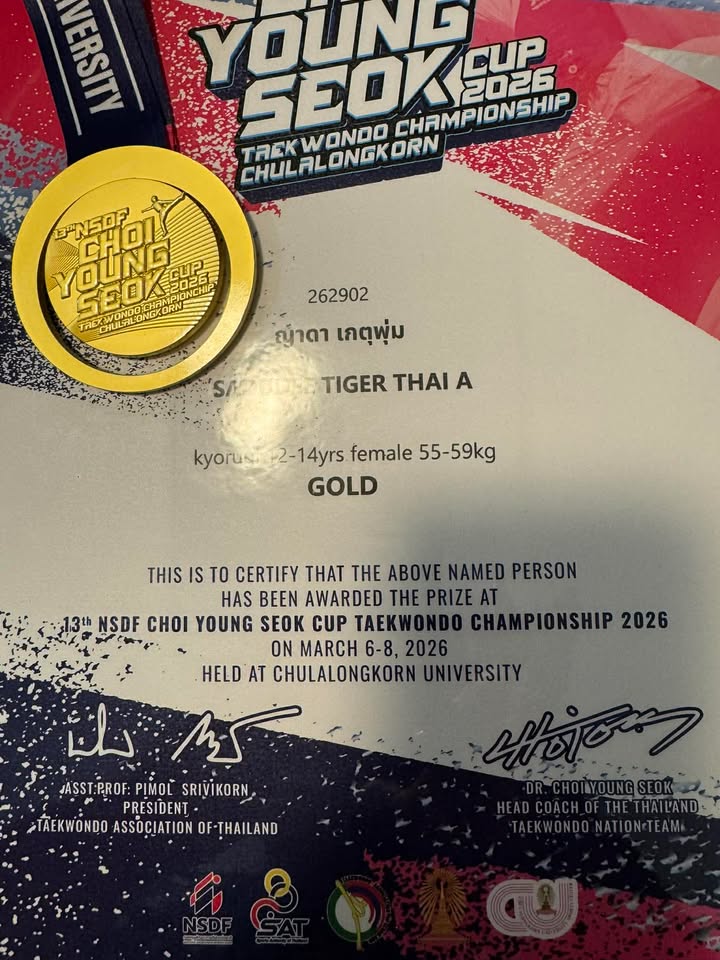 YOUNG
SEOK CUP
2026
TAEKWONDO CHAMPIONSHIP
CHULALONGKORN
VERSITY
13th NSDF
CHOI
YOUNG
SEOK CUP
2026
TAEKWONDO CHAMPIONSHIP
CHULALONGKORN
262902
ญาดา เกตุพุ่ม
TIGER THAI A
2-14yrs female 55-59kg
GOLD
THIS IS TO CERTIFY THAT THE ABOVE NAMED PERSON
HAS BEEN AWARDED THE PRIZE AT
13th NSDF CHOI YOUNG SEOK CUP TAEKWONDO CHAMPIONSHIP 2026
ON MARCH 6-8, 2026
HELD AT CHULALONGKORN UNIVERSITY
ASST.PROF. PIMOL SRIVIKORN
PRESIDENT
TAEKWONDO ASSOCIATION OF THAILAND
DR. CHOI YOUNG SEOK
HEAD COACH OF THE THAILAND
TAEKWONDO NATION TEAM
NSDF
SAT
CU